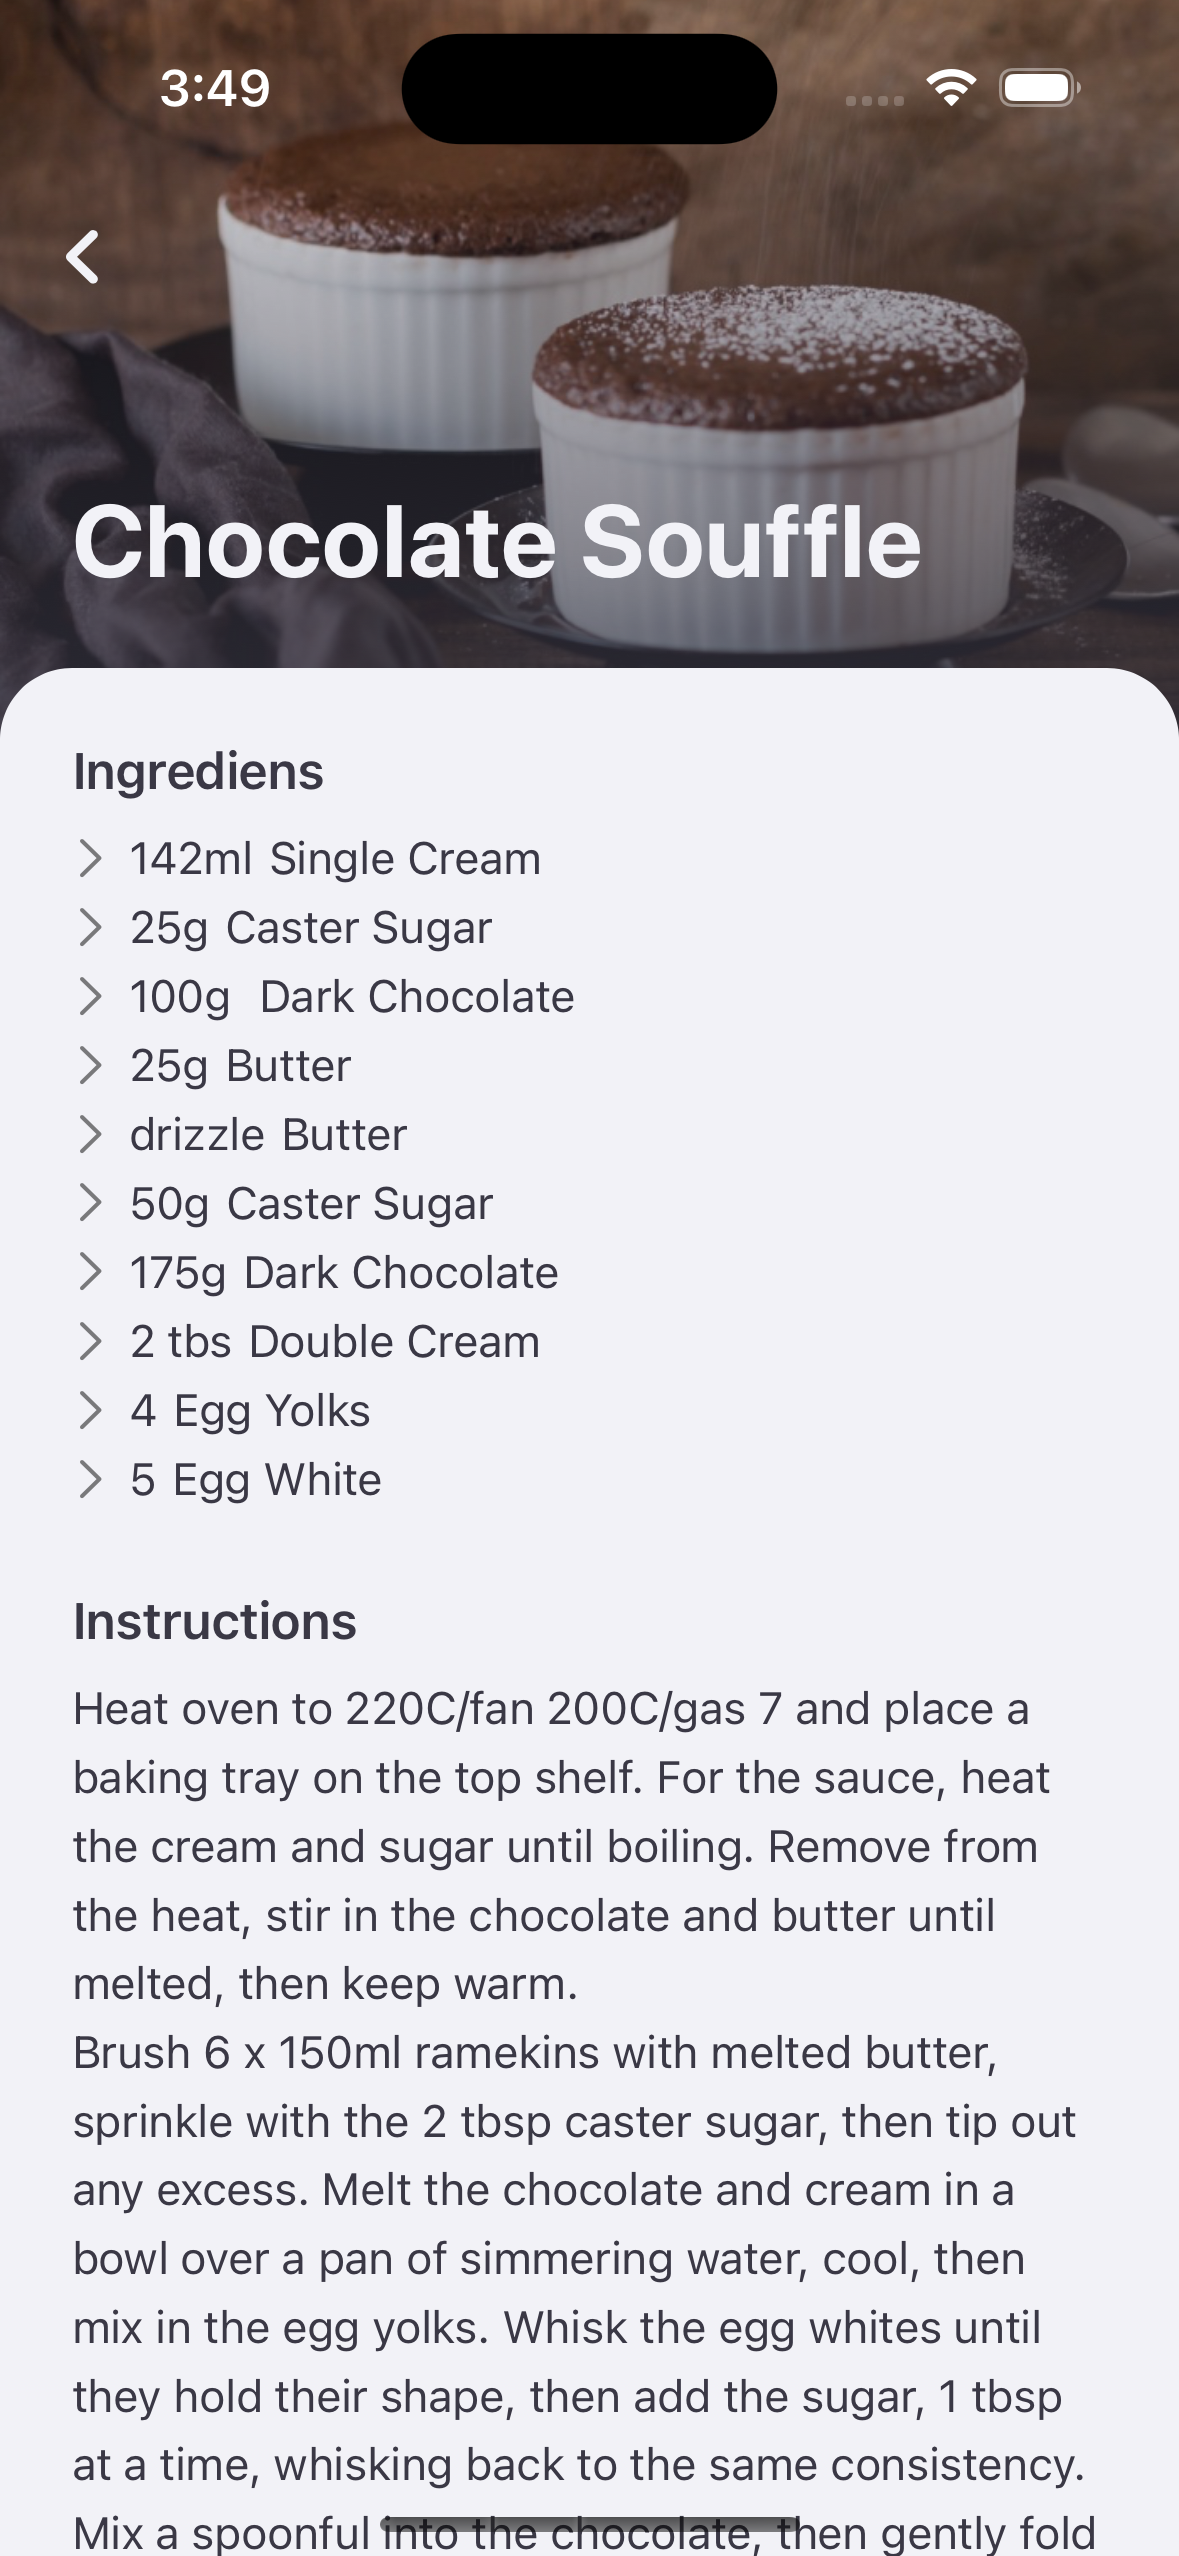 3:49
Chocolate Souffle
Ingrediens
142ml Single Cream
25g Caster Sugar
100g  Dark Chocolate
25g Butter
drizzle Butter
50g Caster Sugar
175g Dark Chocolate
2 tbs Double Cream
4 Egg Yolks
5 Egg White
Instructions
Heat oven to 220C/fan 200C/gas 7 and place a
baking tray on the top shelf. For the sauce, heat
the cream and sugar until boiling. Remove from
the heat, stir in the chocolate and butter until
melted, then keep warm.
Brush 6 x 150ml ramekins with melted butter,
sprinkle with the 2 tbsp caster sugar, then tip out
any excess. Melt the chocolate and cream in a
bowl over a pan of simmering water, cool, then
mix in the egg yolks. Whisk the egg whites until
they hold their shape, then add the sugar, 1 tbsp
at a time, whisking back to the same consistency.
Mix a spoonful into the chocolate, then gently fold